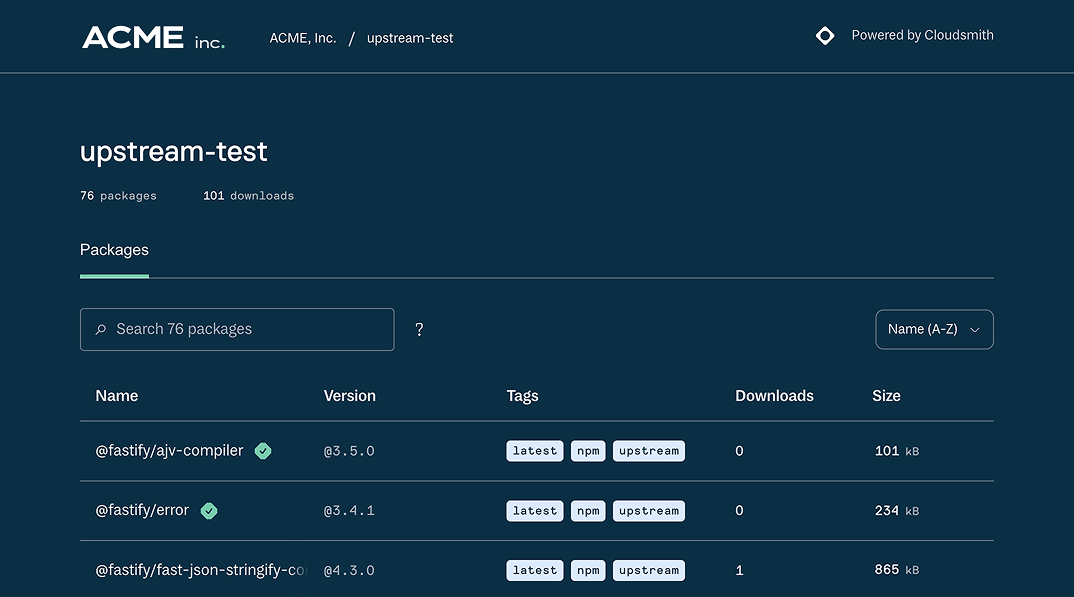 ACME inc.
ACME, Inc. / upstream-test
Powered by Cloudsmith
upstream-test
76 packages 101 downloads
Packages
Search 76 packages ?
Name (A-Z)
Name Version Tags Downloads Size
@fastify/ajv-compiler @3.5.0 latest npm upstream 0 101 kB
@fastify/error @3.4.1 latest npm upstream 0 234 kB
@fastify/fast-json-stringify-co @4.3.0 latest npm upstream 1 865 kB